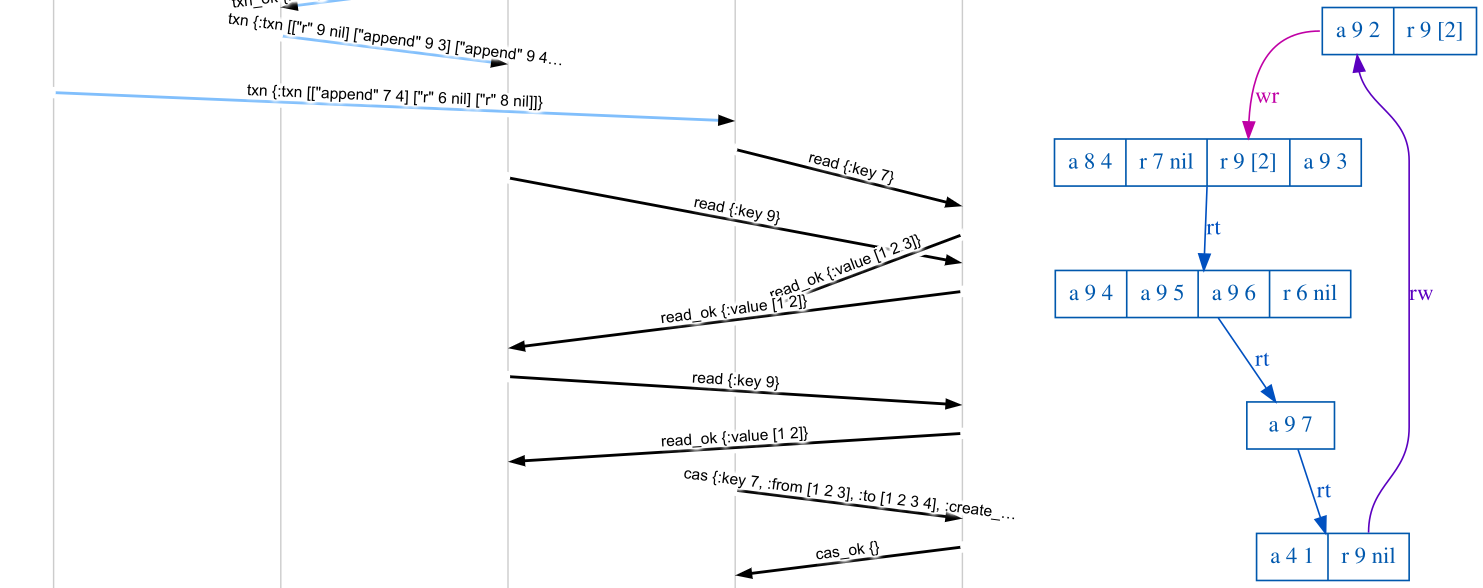 txn_ok {:
txn {:txn [["r" 9 nil] ["append" 9 3] ["append" 9 4…
txn {:txn [["append" 7 4] ["r" 6 nil] ["r" 8 nil]]}
read {:key 7}
read {:key 9}
read_ok {:value [1 2 3]}
read_ok {:value [1 2]}
read {:key 9}
read_ok {:value [1 2]}
cas {:key 7, :from [1 2 3], :to [1 2 3 4], :create_…
cas_ok {}
a 9 2 r 9 [2]
wr
a 8 4 r 7 nil r 9 [2] a 9 3
rt
a 9 4 a 9 5 a 9 6 r 6 nil
rw
rt
a 9 7
rt
a 4 1 r 9 nil